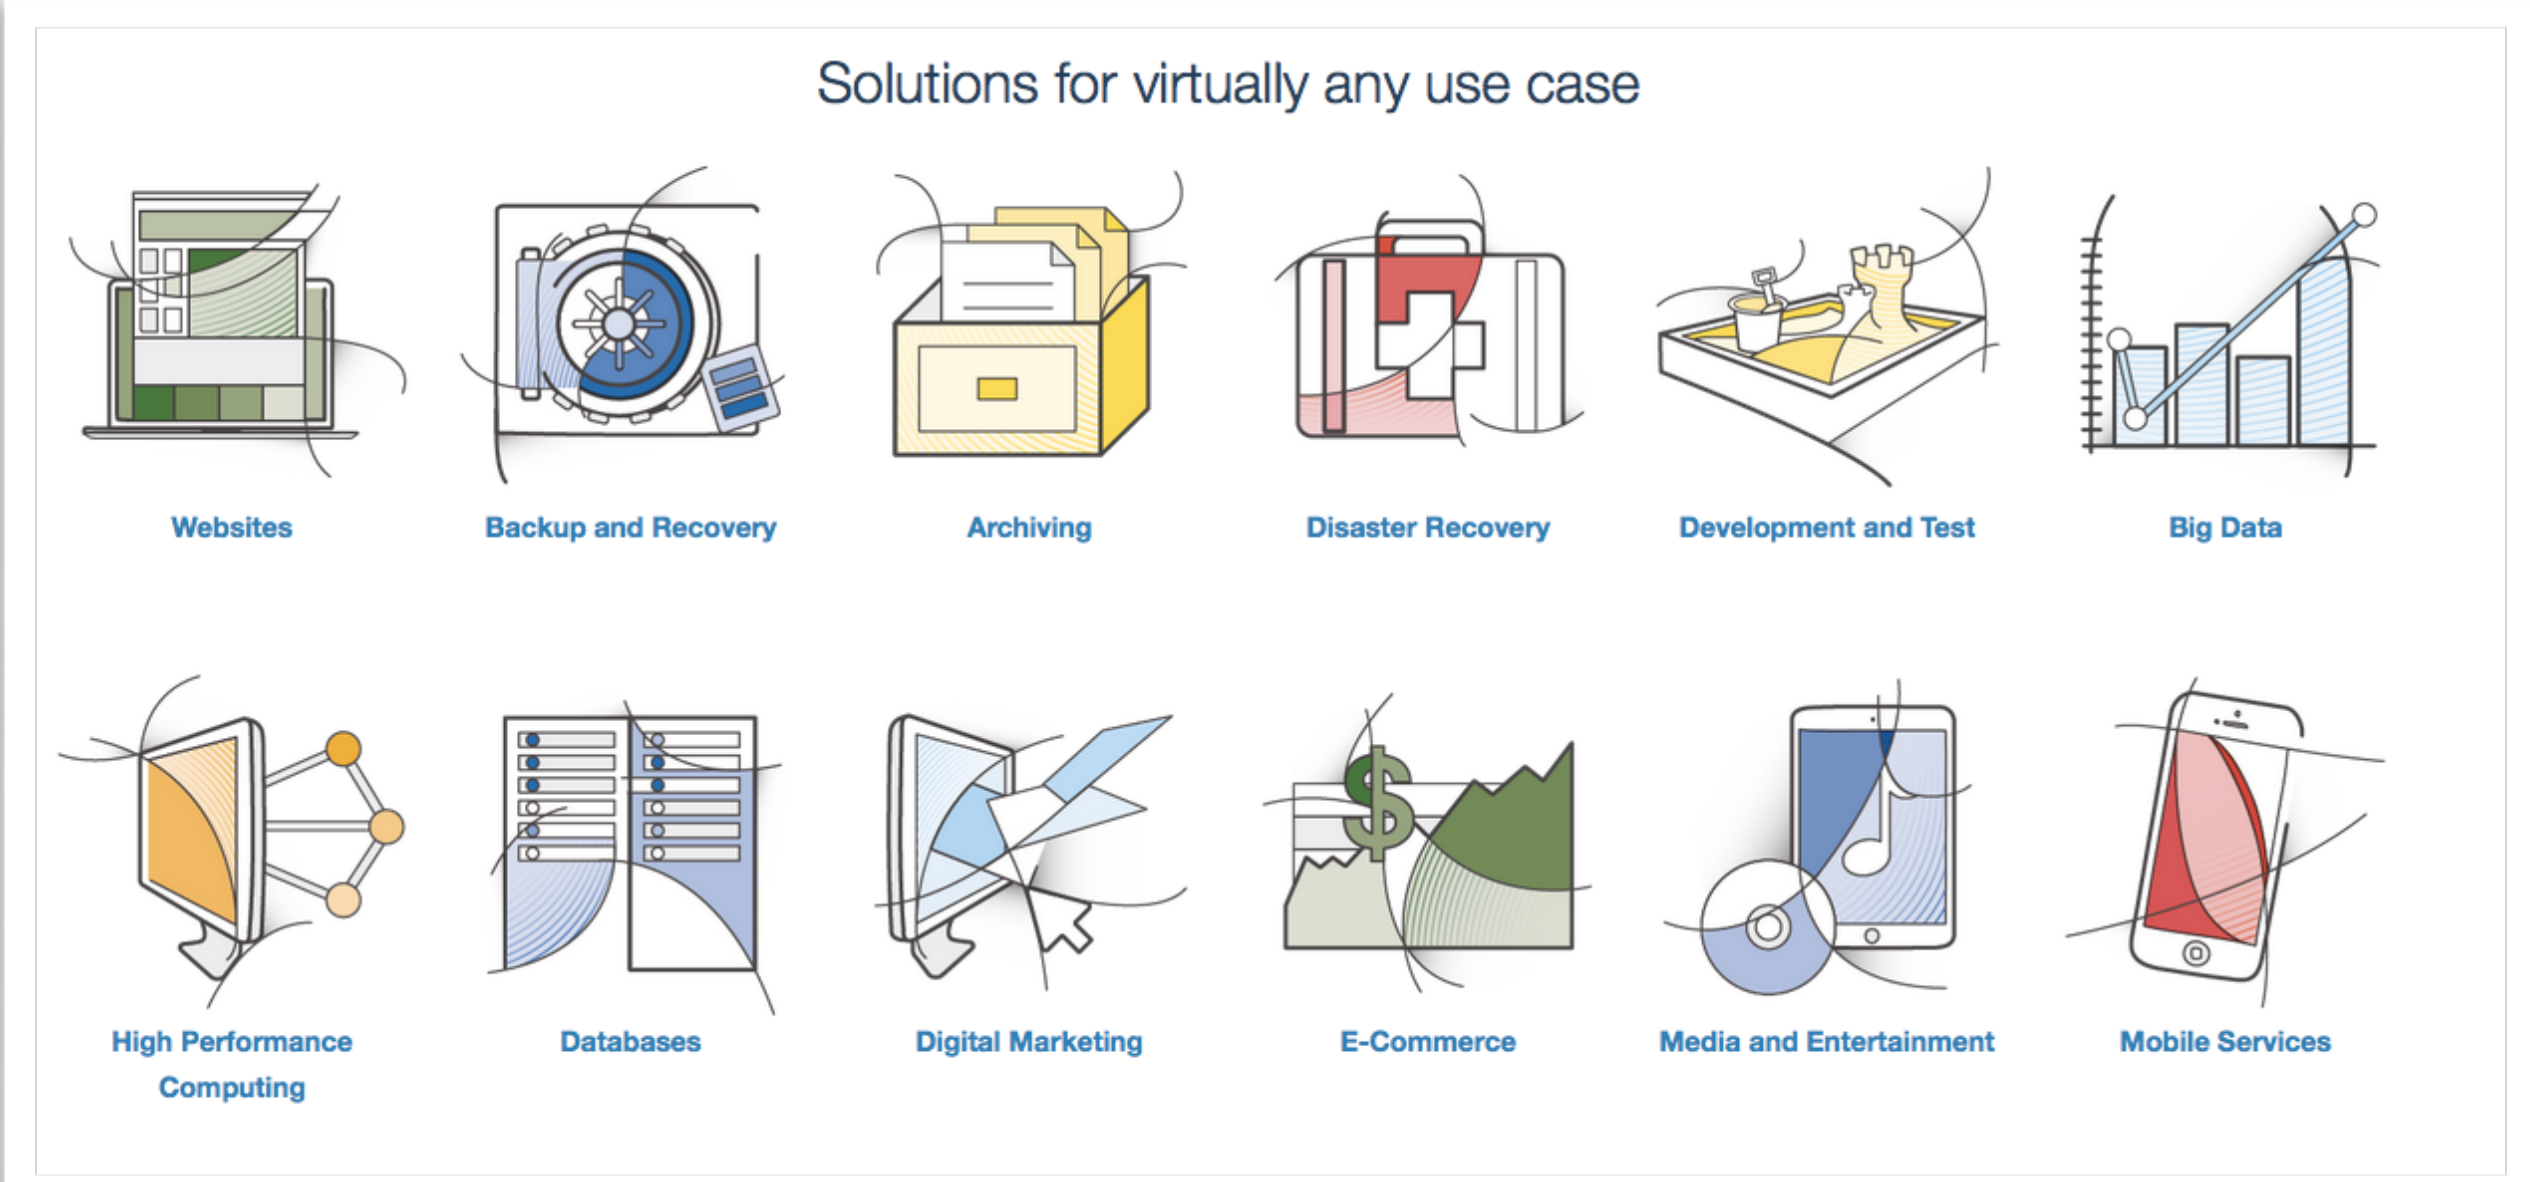 Solutions for virtually any use case
Websites
Backup and Recovery
Archiving
Disaster Recovery
Development and Test
Big Data
High Performance
Computing
Databases
Digital Marketing
$
E-Commerce
Media and Entertainment
Mobile Services